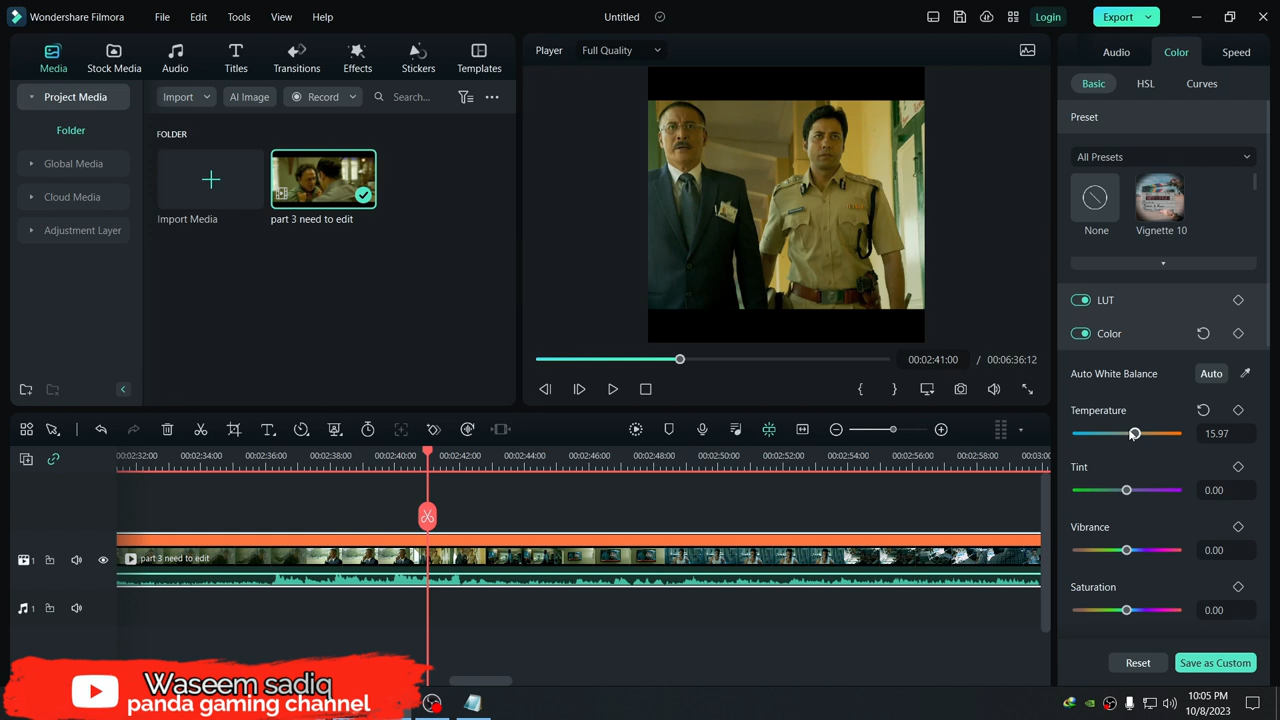 Wondershare Filmora
File
Edit
Tools
View
Help
Untitled
Login
Export
Media
Stock Media
Audio
Titles
Transitions
Effects
Stickers
Templates
Player
Full Quality
Audio
Color
Speed
Project Media
Folder
Global Media
Cloud Media
Adjustment Layer
Import
AI Image
Record
Search...
FOLDER
Import Media
part 3 need to edit
00:02:41:00 / 00:06:36:12
Basic
HSL
Curves
Preset
All Presets
None
Vignette 10
LUT
Color
Auto White Balance
Auto
Temperature
15.97
Tint
0.00
Vibrance
0.00
Saturation
0.00
Reset
Save as Custom
00:02:32:00
00:02:34:00
00:02:36:00
00:02:38:00
00:02:40:00
00:02:42:00
00:02:44:00
00:02:46:00
00:02:48:00
00:02:50:00
00:02:52:00
00:02:54:00
00:02:56:00
00:02:58:00
00:03:00
part 3 need to edit
1
1
Waseem sadiq
panda gaming channel
10:05 PM
10/8/2023